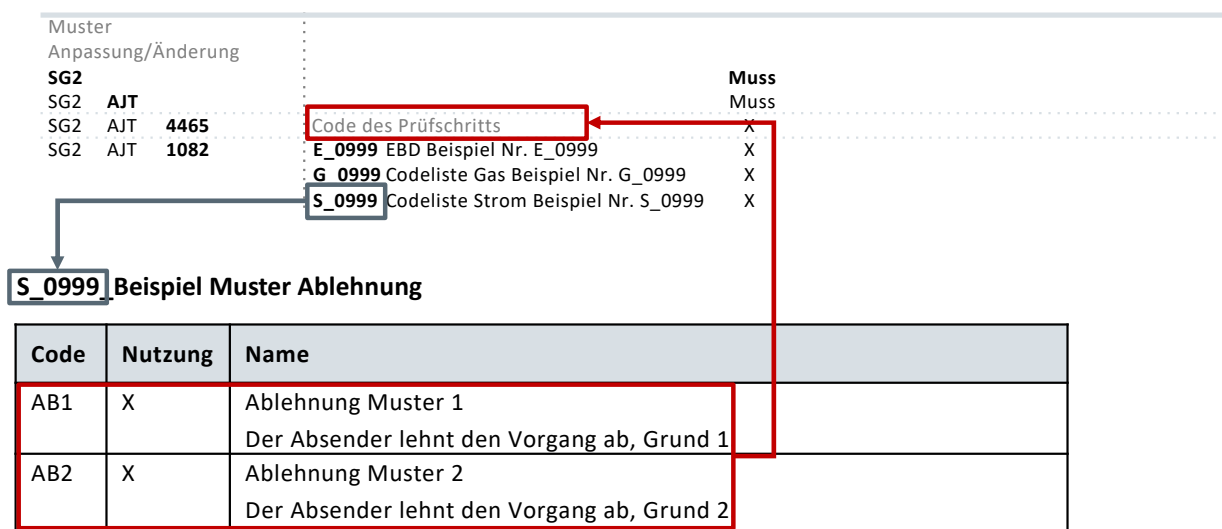 Muster
Anpassung/Änderung
SG2 Muss
SG2 AJT Muss
SG2 AJT 4465 Code des Prüfschritts X
SG2 AJT 1082 E_0999 EBD Beispiel Nr. E_0999 X
G_0999 Codeliste Gas Beispiel Nr. G_0999 X
S_0999 Codeliste Strom Beispiel Nr. S_0999 X
S_0999_Beispiel Muster Ablehnung
Code Nutzung Name
AB1 X Ablehnung Muster 1
Der Absender lehnt den Vorgang ab, Grund 1
AB2 X Ablehnung Muster 2
Der Absender lehnt den Vorgang ab, Grund 2